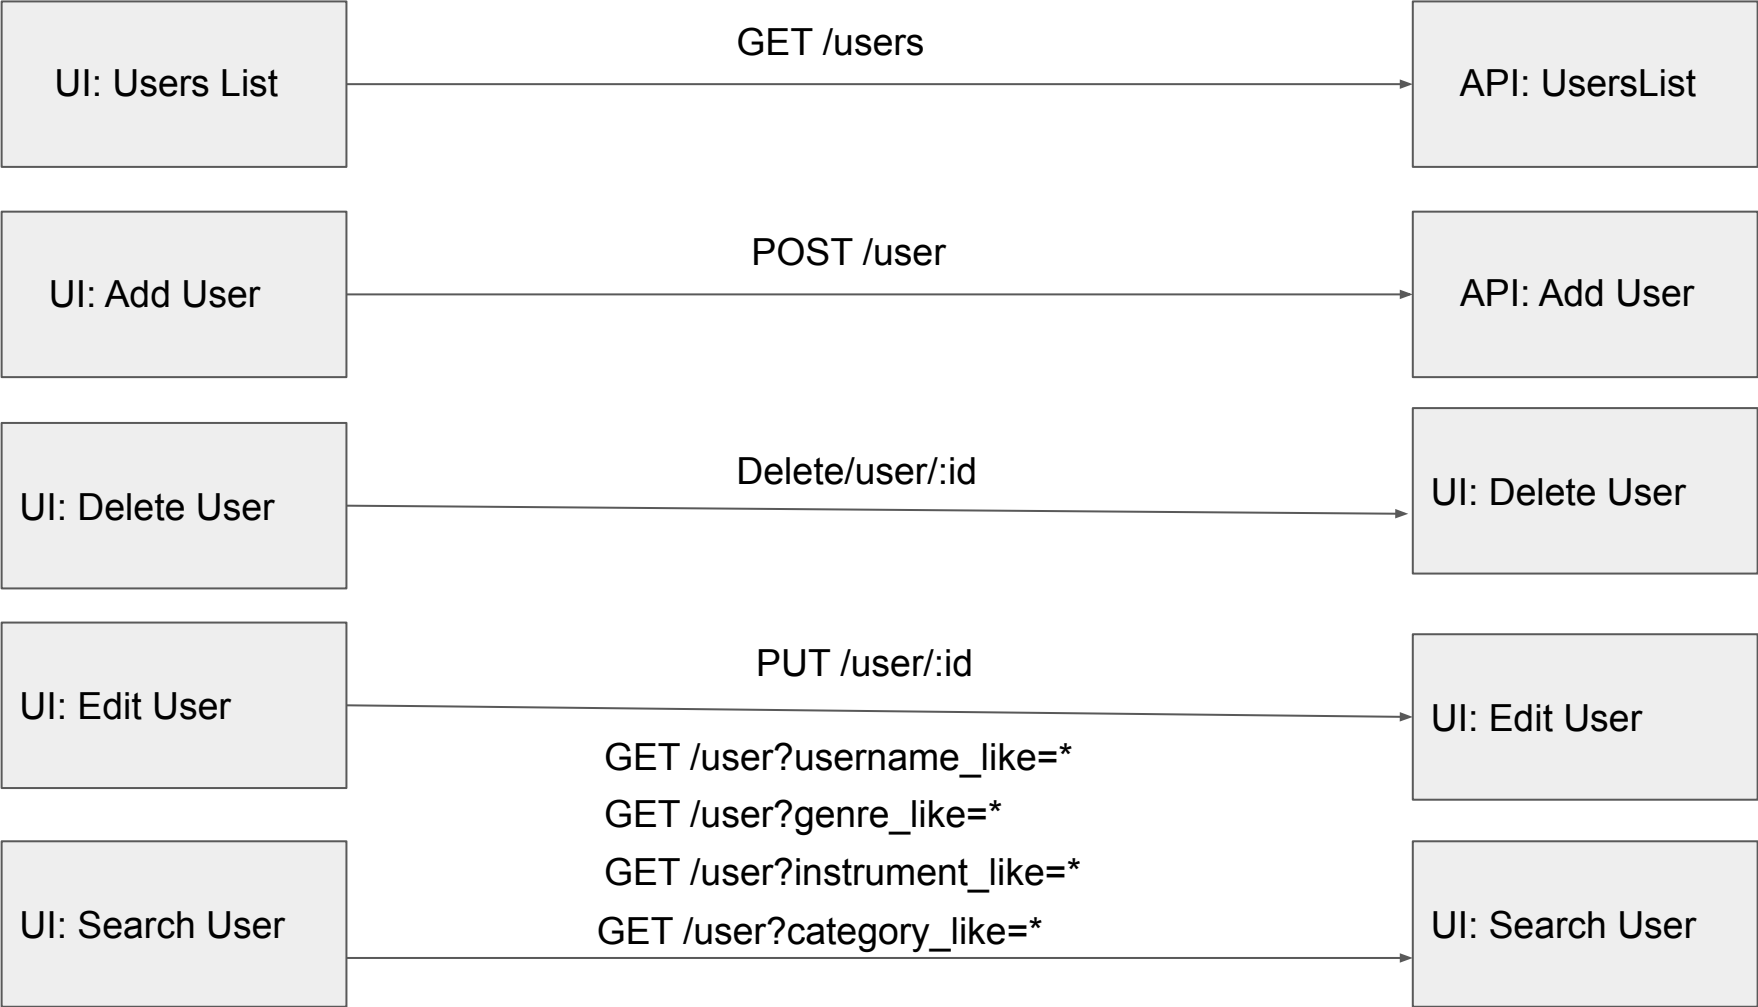 UI: Users List
GET /users
API: UsersList
UI: Add User
POST /user
API: Add User
UI: Delete User
Delete/user/:id
UI: Delete User
UI: Edit User
PUT /user/:id
UI: Edit User
GET /user?username_like=*
GET /user?genre_like=*
GET /user?instrument_like=*
GET /user?category_like=*
UI: Search User
UI: Search User